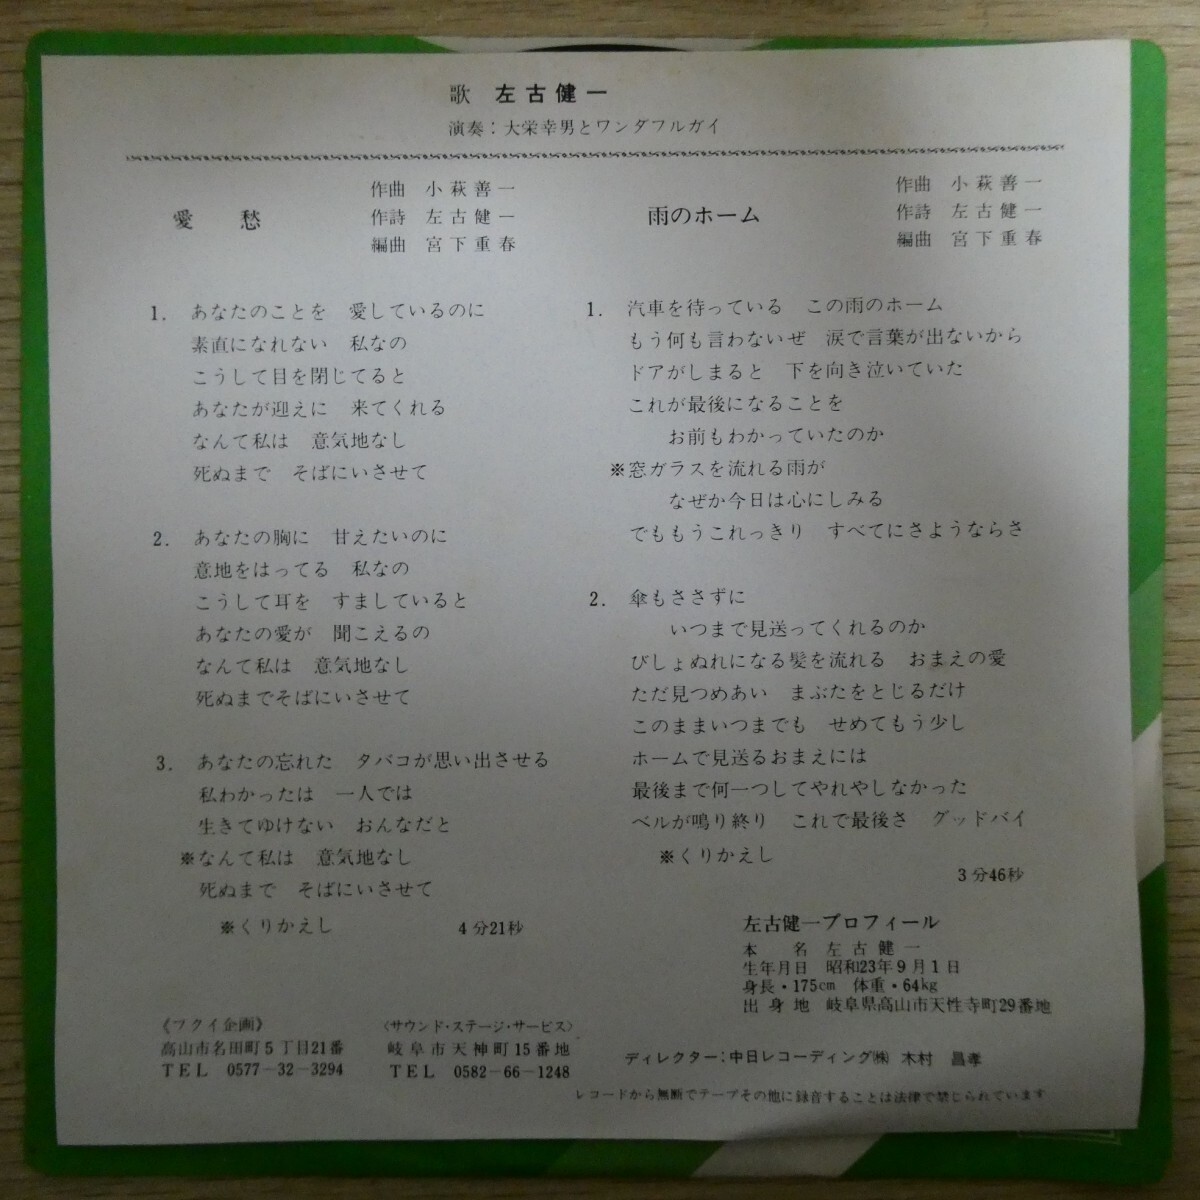 歌 左古健一
演奏:大栄幸男とワンダフルガイ
愛 愁
作曲 小萩善一
作詩 左古健一
編曲 宮下重春
1. あなたのことを 愛しているのに
素直になれない 私なの
こうして目を閉じてると
あなたが迎えに 来てくれる
なんて私は 意気地なし
死ぬまで そばにいさせて
2. あなたの胸に 甘えたいのに
意地をはってる 私なの
こうして耳を すましていると
あなたの愛が 聞こえるの
なんて私は 意気地なし
死ぬまでそばにいさせて
3. あなたの忘れた タバコが思い出させる
私わかったは 一人では
生きてゆけない おんなだと
※なんて私は 意気地なし
死ぬまで そばにいさせて
※くりかえし
4分21秒
雨のホーム
作曲 小萩善一
作詩 左古健一
編曲 宮下重春
1. 汽車を待っている この雨のホーム
もう何も言わないぜ 涙で言葉が出ないから
ドアがしまると 下を向き泣いていた
これが最後になることを
お前もわかっていたのか
※窓ガラスを流れる雨が
なぜか今日は心にしみる
でももうこれっきり すべてにさようならさ
2. 傘もささずに
いつまで見送ってくれるのか
びしょぬれになる髪を流れる おまえの愛
ただ見つめあい まぶたをとじるだけ
このままいつまでも せめてもう少し
ホームで見送るおまえには
最後まで何一つしてやれやしなかった
ベルが鳴り終り これで最後さ グッドバイ
※くりかえし
3分46秒
左古健一プロフィール
本 名 左古健一
生年月日 昭和23年9月1日
身長・175cm 体重・64kg
出身地 岐阜県高山市天性寺町29番地
《フクイ企画》
高山市名田町5丁目21番
TEL 0577-32-3294
〈サウンド・ステージ・サービス〉
岐阜市天神町15番地
TEL 0582-66-1248
ディレクター:中日レコーディング㈱ 木村 昌孝
レコードから無断でテープその他に録音することは法律で禁じられています